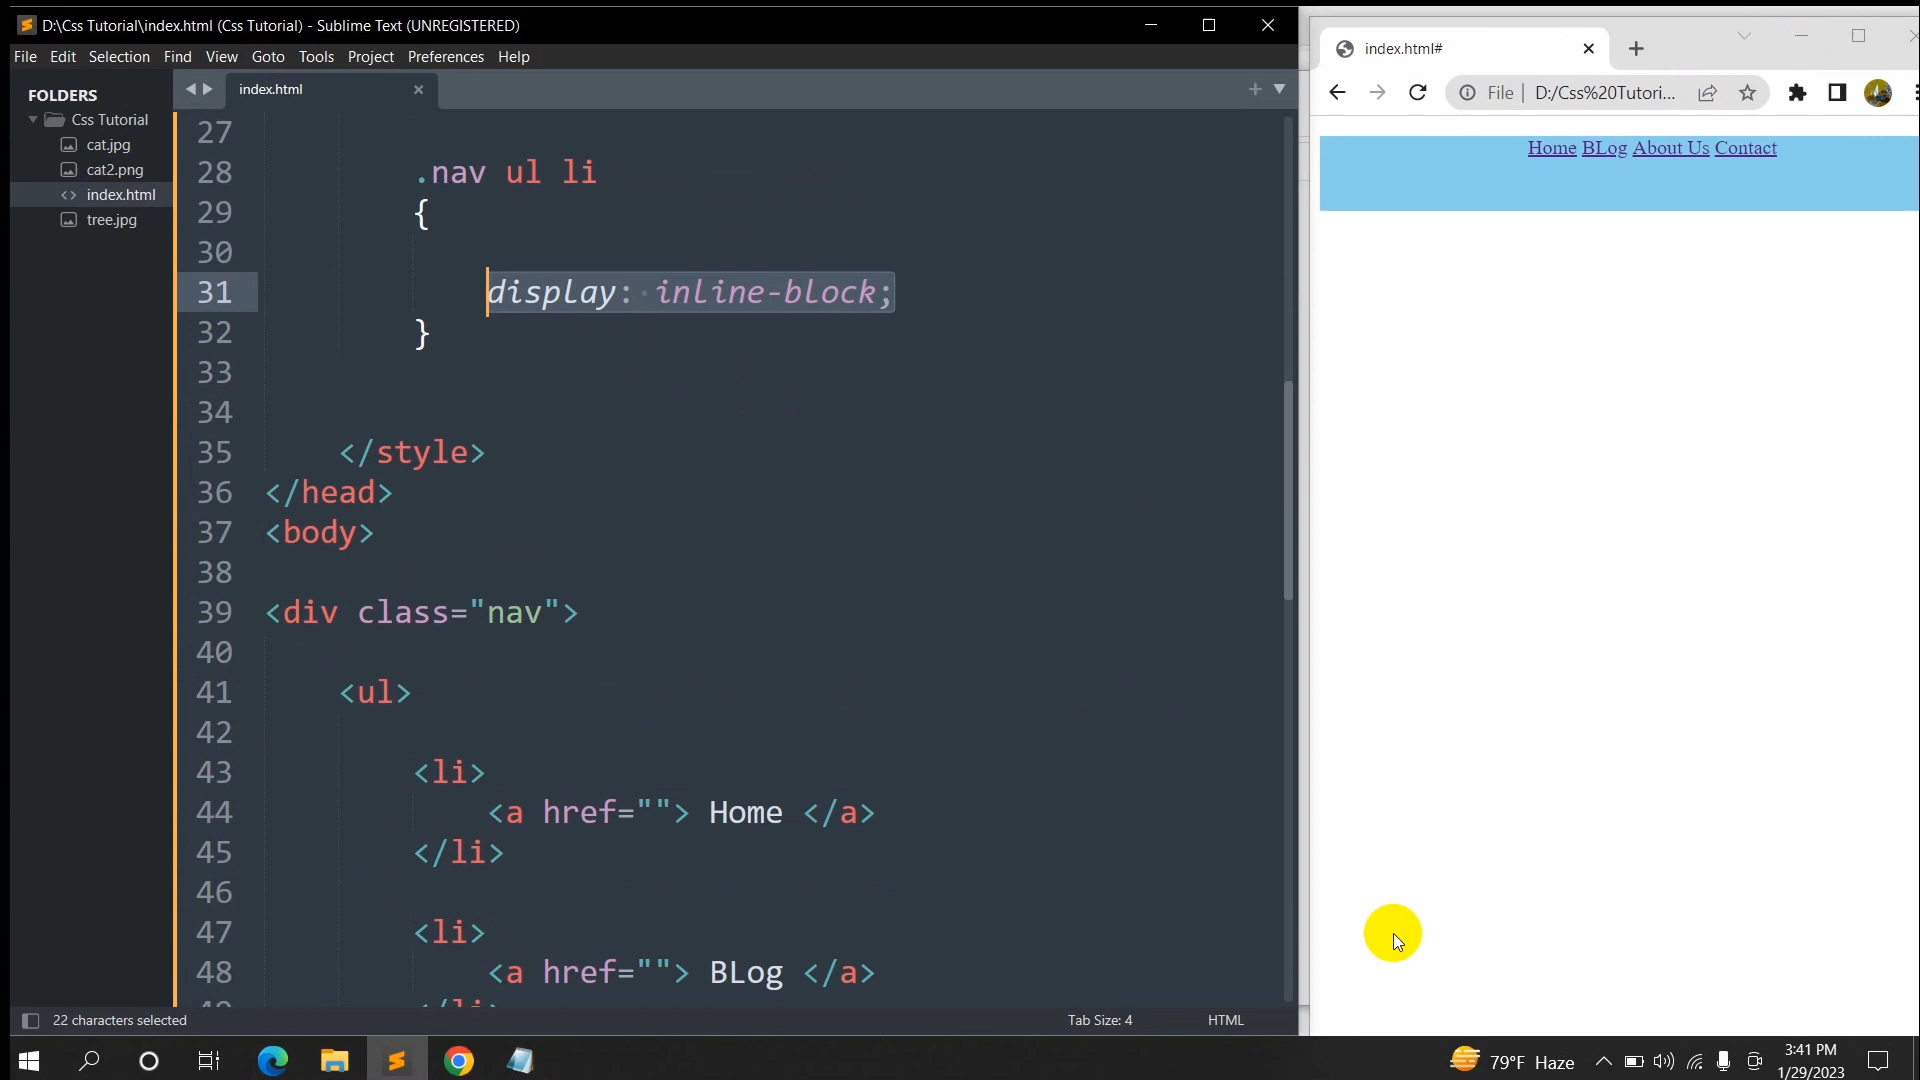 D:\Css Tutorial\index.html (Css Tutorial) - Sublime Text (UNREGISTERED)
File Edit Selection Find View Goto Tools Project Preferences Help
FOLDERS
Css Tutorial
cat.jpg
cat2.png
index.html
tree.jpg
index.html
27
28 .nav ul li
29 {
30
31 display: inline-block;
32 }
33
34
35 </style>
36 </head>
37 <body>
38
39 <div class="nav">
40
41 <ul>
42
43 <li>
44 <a href=""> Home </a>
45 </li>
46
47 <li>
48 <a href=""> BLog </a>
22 characters selected
Tab Size: 4
HTML
index.html#
File | D:/Css%20Tutori...
Home BLog About Us Contact
79°F Haze
3:41 PM
1/29/2023